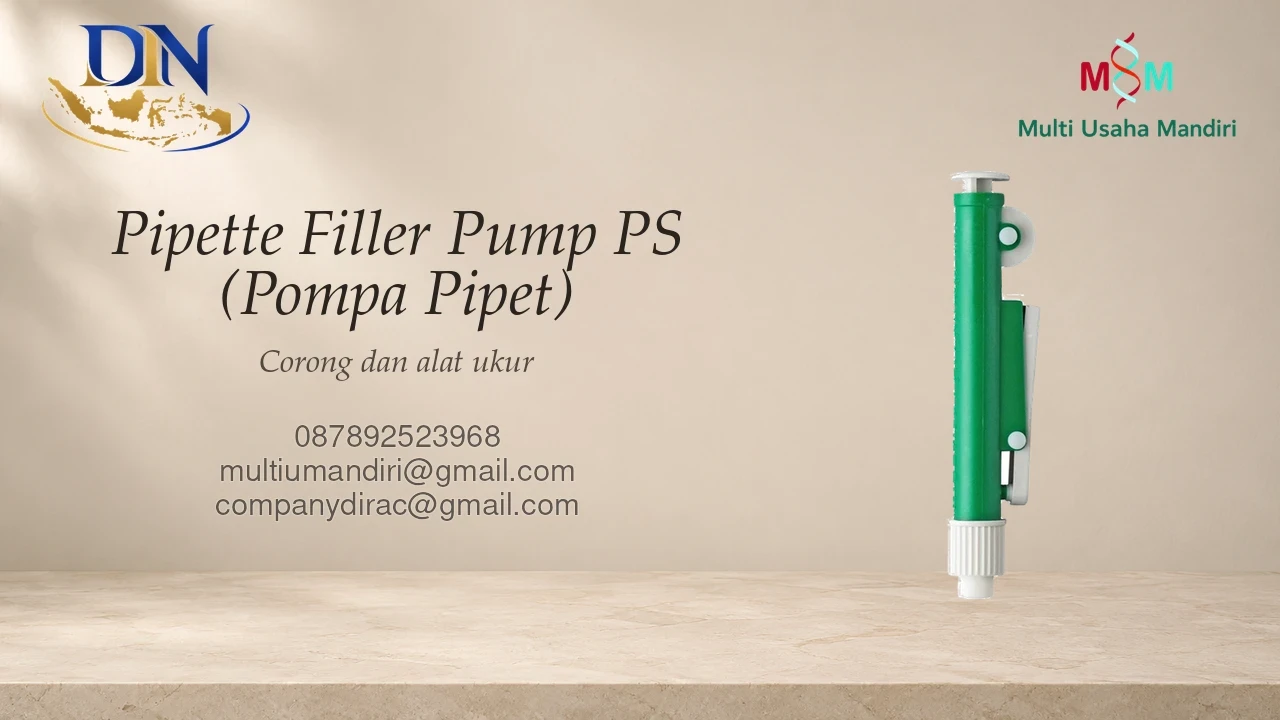 DIN
M M
Multi Usaha Mandiri
Pipette Filler Pump PS
(Pompa Pipet)
Corong dan alat ukur
087892523968
multiumandiri@gmail.com
companydirac@gmail.com